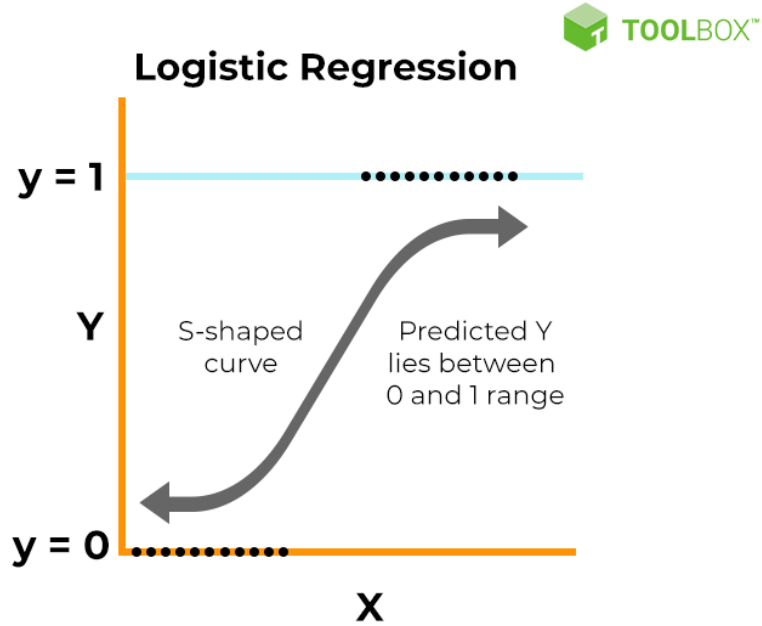 TOOLBOX™
Logistic Regression
y = 1
Y
S-shaped
curve
Predicted Y
lies between
0 and 1 range
y = 0
X